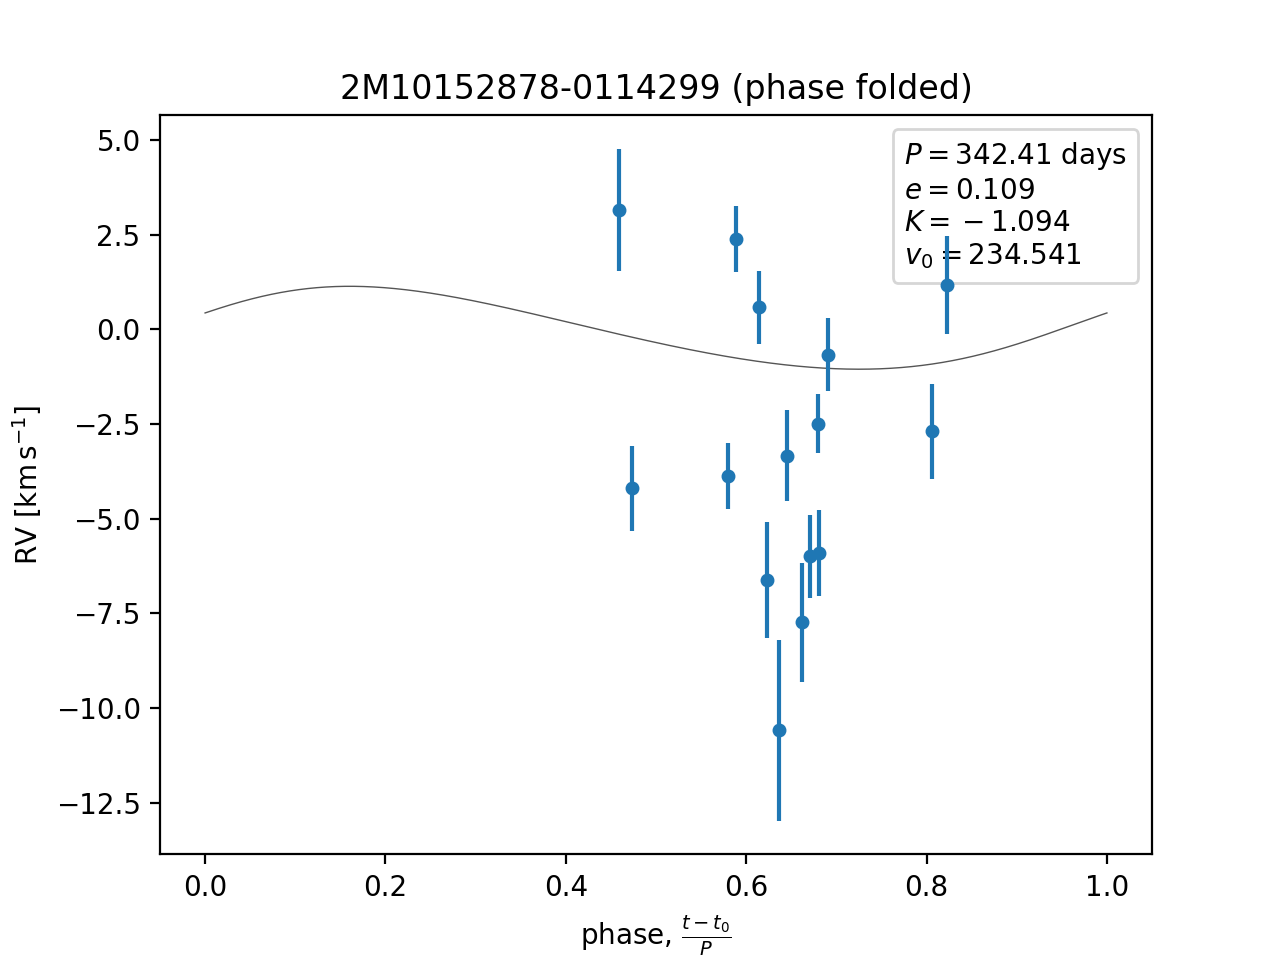 2M10152878-0114299 (phase folded)
P = 342.41 days
e = 0.109
K = −1.094
v₀ = 234.541
RV [km s⁻¹]
5.0
2.5
0.0
−2.5
−5.0
−7.5
−10.0
−12.5
0.0 0.2 0.4 0.6 0.8 1.0
phase, (t − t₀)/P